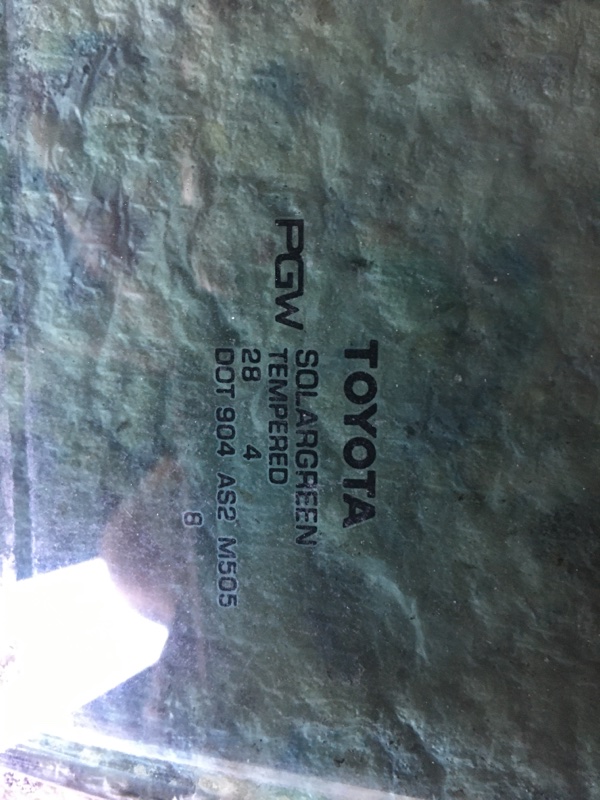 TOYOTA
PGW SOLARGREEN
TEMPERED
28 4
DOT 904 AS2 M505
8